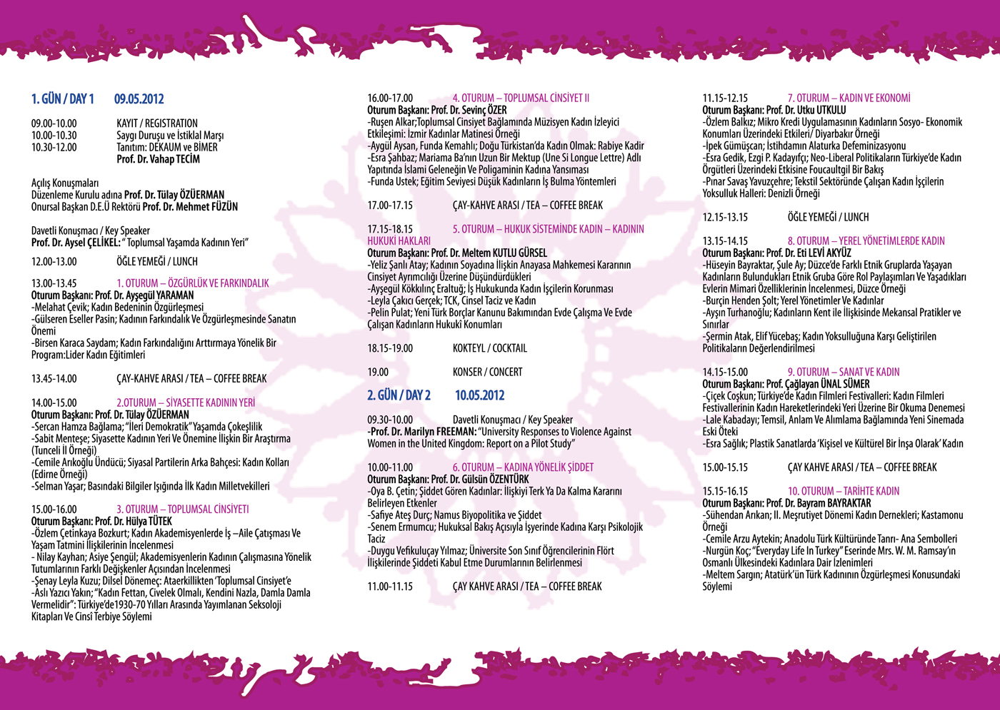 1. GÜN / DAY 1 09.05.2012
09.00-10.00 KAYIT / REGISTRATION
10.00-10.30 Saygı Duruşu ve İstiklal Marşı
10.30-12.00 Tanıtım: DEKAUM ve BİMER
Prof. Dr. Vahap TECİM
Açılış Konuşmaları
Düzenleme Kurulu adına Prof. Dr. Tülay ÖZÜERMAN
Onursal Başkan D.E.Ü Rektörü Prof. Dr. Mehmet FÜZÜN
Davetli Konuşmacı / Key Speaker
Prof. Dr. Aysel ÇELİKEL: “ Toplumsal Yaşamda Kadının Yeri”
12.00-13.00 ÖĞLE YEMEĞİ / LUNCH
13.00-13.45 1. OTURUM – ÖZGÜRLÜK VE FARKINDALIK
Oturum Başkanı: Prof. Dr. Ayşegül YARAMAN
-Melahat Çevik; Kadın Bedeninin Özgürleşmesi
-Gülseren Eseller Pasin; Kadının Farkındalık Ve Özgürleşmesinde Sanatın
Önemi
-Birsen Karaca Saydam; Kadın Farkındalığını Arttırmaya Yönelik Bir
Program:Lider Kadın Eğitimleri
13.45-14.00 ÇAY-KAHVE ARASI / TEA – COFFEE BREAK
14.00-15.00 2.OTURUM – SİYASETTE KADININ YERİ
Oturum Başkanı: Prof. Dr. Tülay ÖZÜERMAN
-Sercan Hamza Bağlama; “İleri Demokratik” Yaşamda Çokeşlilik
-Sabit Menteşe; Siyasette Kadının Yeri Ve Önemine İlişkin Bir Araştırma
(Tunceli İl Örneği)
-Cemile Arıkoğlu Ündücü; Siyasal Partilerin Arka Bahçesi: Kadın Kolları
(Edirne Örneği)
-Selman Yaşar; Basındaki Bilgiler Işığında İlk Kadın Milletvekilleri
15.00-16.00 3. OTURUM – TOPLUMSAL CİNSİYETI
Oturum Başkanı: Prof. Dr. Hülya TÜTEK
-Özlem Çetinkaya Bozkurt; Kadın Akademisyenlerde İş –Aile Çatışması Ve
Yaşam Tatmini İlişkilerinin İncelenmesi
- Nilay Kayhan; Asiye Şengül; Akademisyenlerin Kadının Çalışmasına Yönelik
Tutumlarının Farklı Değişkenler Açısından İncelenmesi
-Şenay Leyla Kuzu; Dilsel Dönemeç: Ataerkillikten ‘Toplumsal Cinsiyet’e
-Aslı Yazıcı Yakın; “Kadın Fettan, Civelek Olmalı, Kendini Nazla, Damla Damla
Vermelidir”: Türkiye’de1930-70 Yılları Arasında Yayımlanan Seksoloji
Kitapları Ve Cinsî Terbiye Söylemi
16.00-17.00 4. OTURUM – TOPLUMSAL CİNSİYET II
Oturum Başkanı: Prof. Dr. Sevinç ÖZER
-Ruşen Alkar;Toplumsal Cinsiyet Bağlamında Müzisyen Kadın İzleyici
Etkileşimi: İzmir Kadınlar Matinesi Örneği
-Aygül Aysan, Funda Kemahlı; Doğu Türkistan’da Kadın Olmak: Rabiye Kadir
-Esra Şahbaz; Mariama Ba’nın Uzun Bir Mektup (Une Si Longue Lettre) Adlı
Yapıtında İslami Geleneğin Ve Poligaminin Kadına Yansıması
-Funda Ustek; Eğitim Seviyesi Düşük Kadınların İş Bulma Yöntemleri
17.00-17.15 ÇAY-KAHVE ARASI / TEA – COFFEE BREAK
17.15-18.15 5. OTURUM – HUKUK SİSTEMİNDE KADIN – KADININ
HUKUKİ HAKLARI
Oturum Başkanı: Prof. Dr. Meltem KUTLU GÜRSEL
-Yeliz Şanlı Atay; Kadının Soyadına İlişkin Anayasa Mahkemesi Kararının
Cinsiyet Ayrımcılığı Üzerine Düşündürdükleri
-Ayşegül Kökkılınç Eraltuğ; İş Hukukunda Kadın İşçilerin Korunması
-Leyla Çakıcı Gerçek; TCK, Cinsel Taciz ve Kadın
-Pelin Pulat; Yeni Türk Borçlar Kanunu Bakımından Evde Çalışma Ve Evde
Çalışan Kadınların Hukukî Konumları
18.15-19.00 KOKTEYL / COCKTAIL
19.00 KONSER / CONCERT
2. GÜN / DAY 2 10.05.2012
09.30-10.00 Davetli Konuşmacı / Key Speaker
-Prof. Dr. Marilyn FREEMAN: “University Responses to Violence Against
Women in the United Kingdom: Report on a Pilot Study”
10.00-11.00 6. OTURUM – KADINA YÖNELİK ŞİDDET
Oturum Başkanı: Prof. Dr. Gülsün ÖZENTÜRK
-Oya B. Çetin; Şiddet Gören Kadınlar: İlişkiyi Terk Ya Da Kalma Kararını
Belirleyen Etkenler
-Safiye Ateş Durç; Namus Biyopolitika ve Şiddet
-Senem Ermumcu; Hukuksal Bakış Açısıyla İşyerinde Kadına Karşı Psikolojik
Taciz
-Duygu Vefikuluçay Yılmaz; Üniversite Son Sınıf Öğrencilerinin Flört
İlişkilerinde Şiddeti Kabul Etme Durumlarının Belirlenmesi
11.00-11.15 ÇAY KAHVE ARASI / TEA – COFFEE BREAK
11.15-12.15 7. OTURUM – KADIN VE EKONOMİ
Oturum Başkanı: Prof. Dr. Utku UTKULU
-Özlem Balkız; Mikro Kredi Uygulamasının Kadınların Sosyo- Ekonomik
Konumları Üzerindeki Etkileri/ Diyarbakır Örneği
-İpek Gümüşcan; İstihdamın Alaturka Defeminizasyonu
-Esra Gedik, Ezgi P. Kadayıfçı; Neo-Liberal Politikaların Türkiye’de Kadın
Örgütleri Üzerindeki Etkisine Foucaultgil Bir Bakış
-Pınar Savaş Yavuzçehre; Tekstil Sektöründe Çalışan Kadın İşçilerin
Yoksulluk Halleri: Denizli Örneği
12.15-13.15 ÖĞLE YEMEĞİ / LUNCH
13.15-14.15 8. OTURUM – YEREL YÖNETİMLERDE KADIN
Oturum Başkanı: Prof. Dr. Eti LEVİ AKYÜZ
-Hüseyin Bayraktar, Şule Ay; Düzce’de Farklı Etnik Gruplarda Yaşayan
Kadınların Bulundukları Etnik Gruba Göre Rol Paylaşımları Ve Yaşadıkları
Evlerin Mimari Özelliklerinin İncelenmesi, Düzce Örneği
-Burçin Henden Şolt; Yerel Yönetimler Ve Kadınlar
-Ayşın Turhanoğlu; Kadınların Kent ile İlişkisinde Mekansal Pratikler ve
Sınırlar
-Şermin Atak, Elif Yücebaş; Kadın Yoksulluğuna Karşı Geliştirilen
Politikaların Değerlendirilmesi
14.15-15.00 9. OTURUM – SANAT VE KADIN
Oturum Başkanı: Prof. Çağlayan ÜNAL SÜMER
-Çiçek Coşkun; Türkiye’de Kadın Filmleri Festivalleri: Kadın Filmleri
Festivallerinin Kadın Hareketlerindeki Yeri Üzerine Bir Okuma Denemesi
-Lale Kabadayı; Temsil, Anlam Ve Alımlama Bağlamında Yeni Sinemada
Eski Öteki
-Esra Sağlık; Plastik Sanatlarda ‘Kişisel ve Kültürel Bir İnşa Olarak’ Kadın
15.00-15.15 ÇAY KAHVE ARASI / TEA – COFFEE BREAK
15.15-16.15 10. OTURUM – TARİHTE KADIN
Oturum Başkanı: Prof. Dr. Bayram BAYRAKTAR
-Sühendan Arıkan; II. Meşrutiyet Dönemi Kadın Dernekleri; Kastamonu
Örneği
-Cemile Arzu Aytekin; Anadolu Türk Kültüründe Tanrı- Ana Sembolleri
-Nurgün Koç; “Everyday Life In Turkey” Eserinde Mrs. W. M. Ramsay’ın
Osmanlı Ülkesindeki Kadınlara Dair İzlenimleri
-Meltem Sargın; Atatürk’ün Türk Kadınının Özgürleşmesi Konusundaki
Söylemi